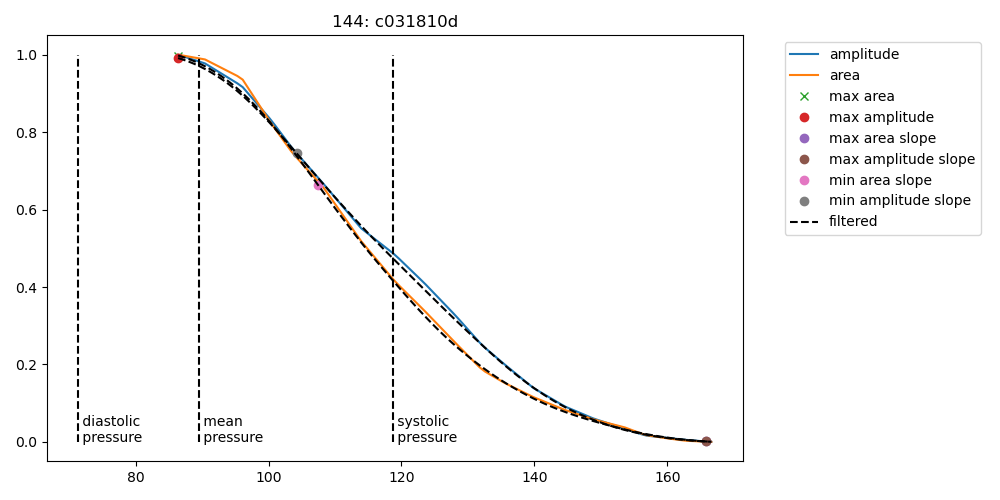 144: c031810d
1.0
0.8
0.6
0.4
0.2
0.0
diastolic
pressure
mean
pressure
systolic
pressure
80
100
120
140
160
amplitude
area
max area
max amplitude
max area slope
max amplitude slope
min area slope
min amplitude slope
filtered